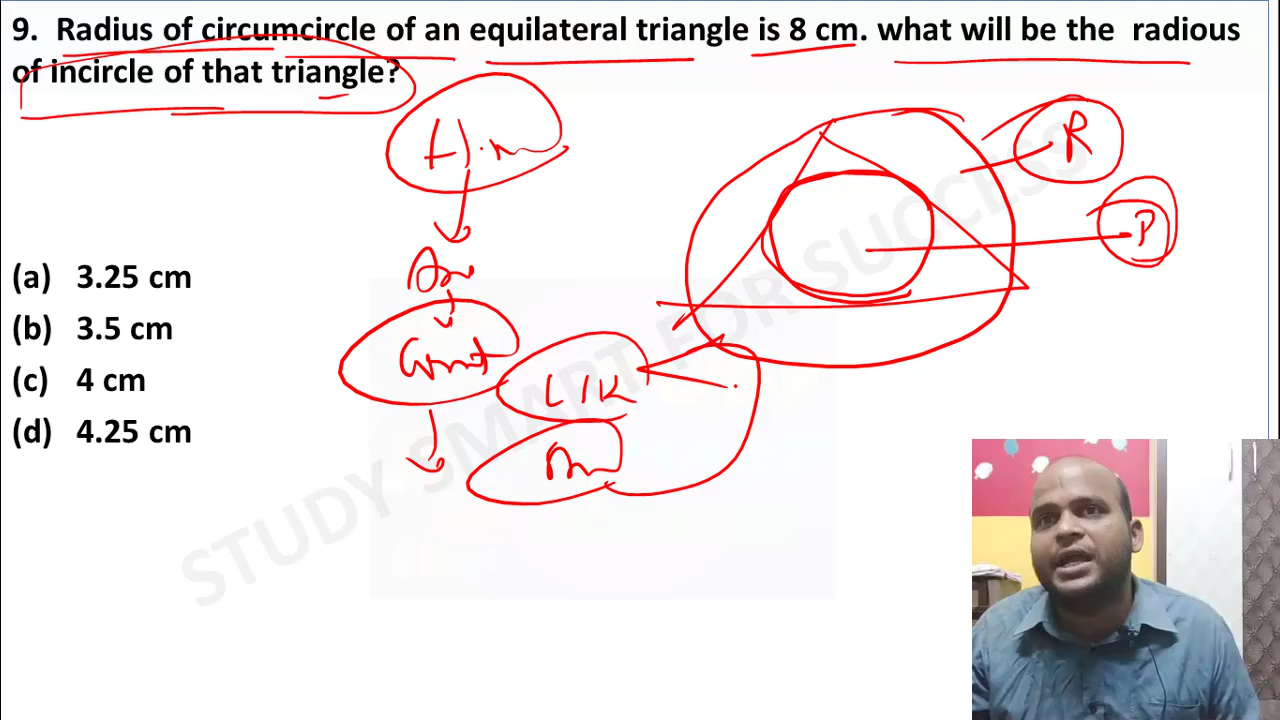 9. Radius of circumcircle of an equilateral triangle is 8 cm. what will be the radious
of incircle of that triangle?
H.m
R
P
(a) 3.25 cm
(b) 3.5 cm
(c) 4 cm
L/K
(d) 4.25 cm
STUDY SMART FOR SUCCESS